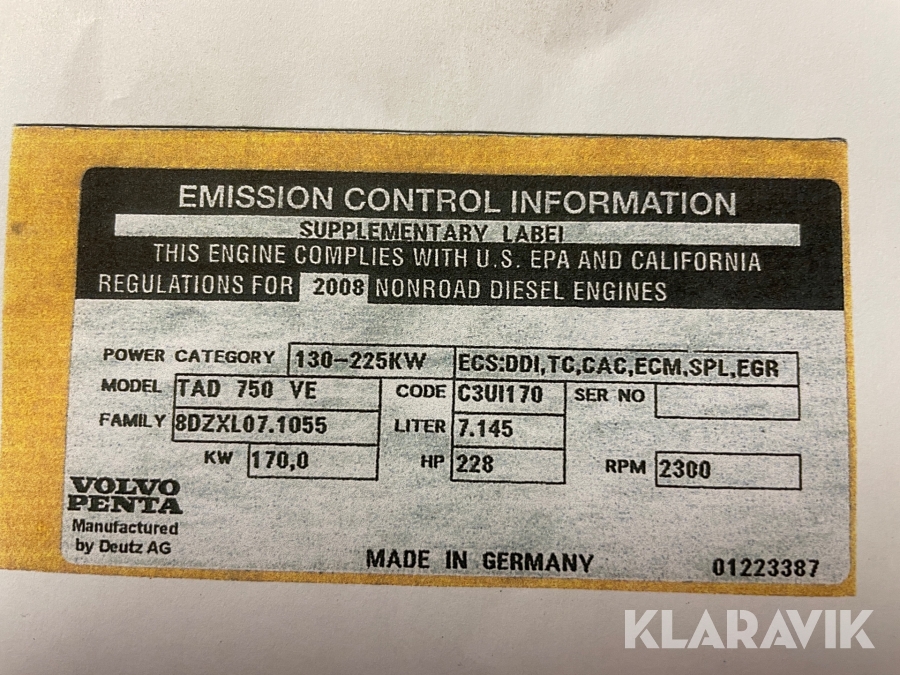 EMISSION CONTROL INFORMATION
SUPPLEMENTARY LABEL
THIS ENGINE COMPLIES WITH U.S. EPA AND CALIFORNIA
REGULATIONS FOR 2008 NONROAD DIESEL ENGINES
POWER CATEGORY 130-225KW ECS:DDI,TC,CAC,ECM,SPL,EGR
MODEL TAD 750 VE CODE C3UI170 SER NO
FAMILY 8DZXL07.1055 LITER 7.145
KW 170,0 HP 228 RPM 2300
VOLVO
PENTA
Manufactured
by Deutz AG
MADE IN GERMANY 01223387
KLARAVIK